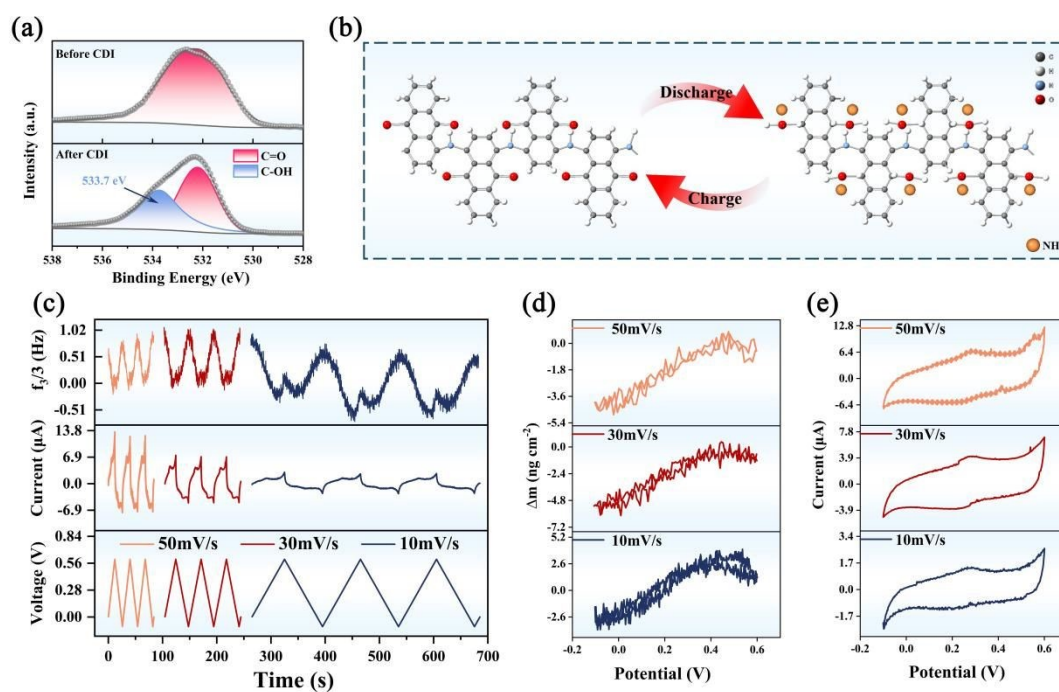 (a)
Before CDI
After CDI
C=O
C-OH
533.7 eV
Intensity (a.u.)
538 536 534 532 530 528
Binding Energy (eV)
(b)
Discharge
Charge
C
H
O
NH
(c)
1.02
0.51
0.00
-0.51
f₃/3 (Hz)
13.8
6.9
0.0
-6.9
Current (μA)
0.84
0.56
0.28
0.00
Voltage (V)
50mV/s 30mV/s 10mV/s
0 100 200 300 400 500 600 700
Time (s)
(d)
50mV/s
0.0
-1.8
-3.6
-5.4
30mV/s
0.0
-2.4
-4.8
-7.2
10mV/s
5.2
2.6
0.0
-2.6
Δm (ng cm⁻²)
-0.2 0.0 0.2 0.4 0.6
Potential (V)
(e)
50mV/s
12.8
6.4
0.0
-6.4
30mV/s
7.8
3.9
0.0
-3.9
10mV/s
3.4
1.7
0.0
-1.7
Current (μA)
-0.2 0.0 0.2 0.4 0.6
Potential (V)